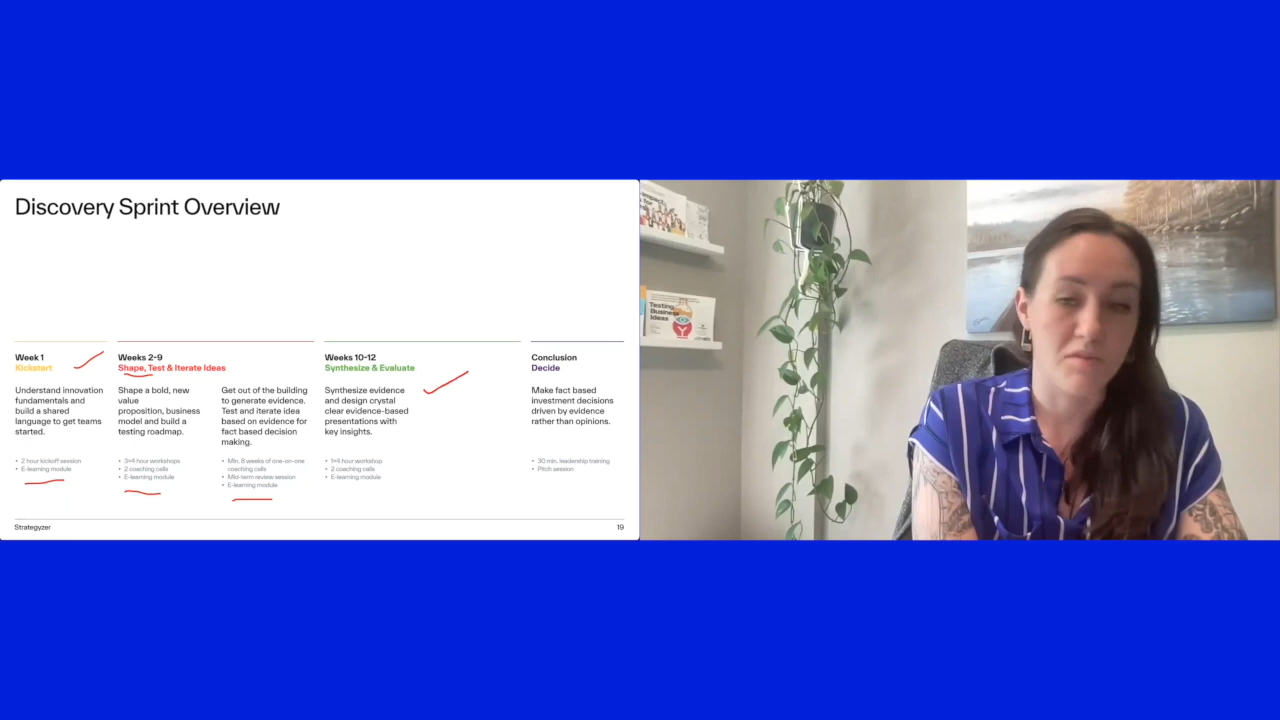 Discovery Sprint Overview
Week 1
Kickstart
Understand innovation
fundamentals and
build a shared
language to get teams
started.
• 2 hour kickoff session
• E-learning module
Weeks 2-9
Shape, Test & Iterate Ideas
Shape a bold, new
value
proposition, business
model and build a
testing roadmap.
• 3×4 hour workshops
• 2 coaching calls
• E-learning module
Get out of the building
to generate evidence.
Test and iterate idea
based on evidence for
fact based decision
making.
• Min. 8 weeks of one-on-one
coaching calls
• Mid-term review session
• E-learning module
Weeks 10-12
Synthesize & Evaluate
Synthesize evidence
and design crystal
clear evidence-based
presentations with
key insights.
• 1×4 hour workshop
• 2 coaching calls
• E-learning module
Conclusion
Decide
Make fact based
investment decisions
driven by evidence
rather than opinions.
• 30 min. leadership training
• Pitch session
Strategyzer
19
Testing
Business
Ideas